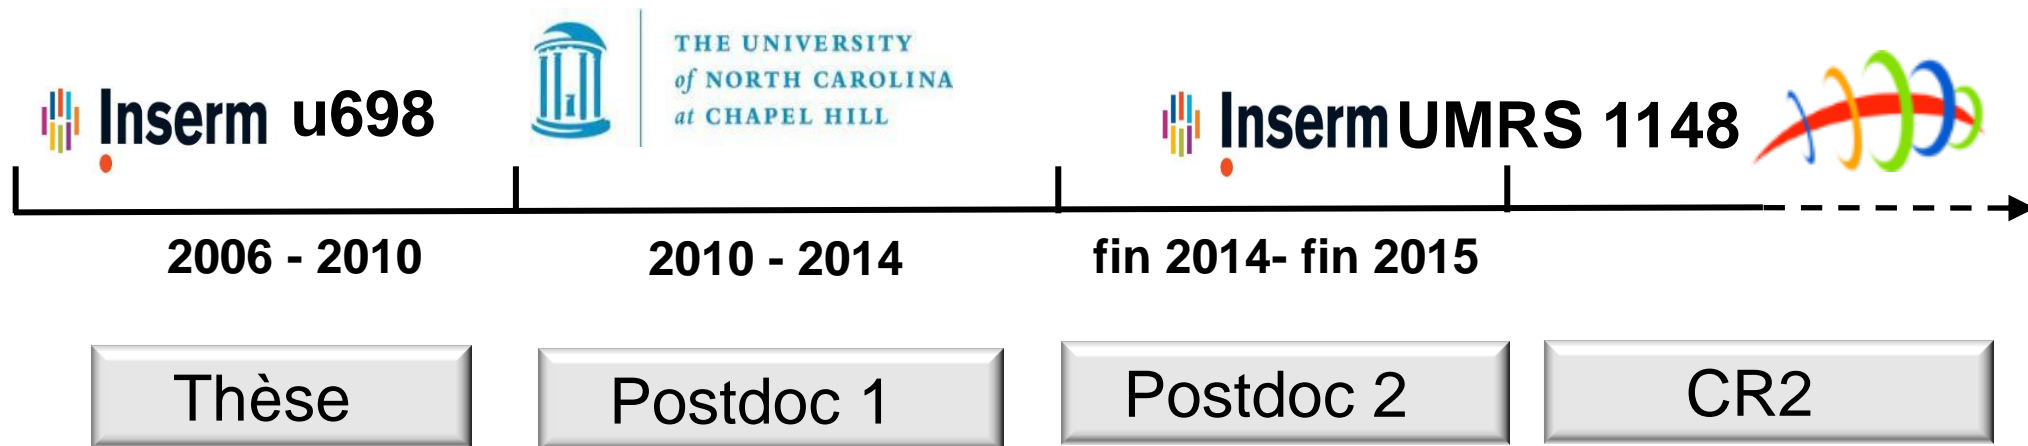 Inserm u698
THE UNIVERSITY
of NORTH CAROLINA
at CHAPEL HILL
Inserm UMRS 1148
2006 - 2010
2010 - 2014
fin 2014- fin 2015
Thèse
Postdoc 1
Postdoc 2
CR2